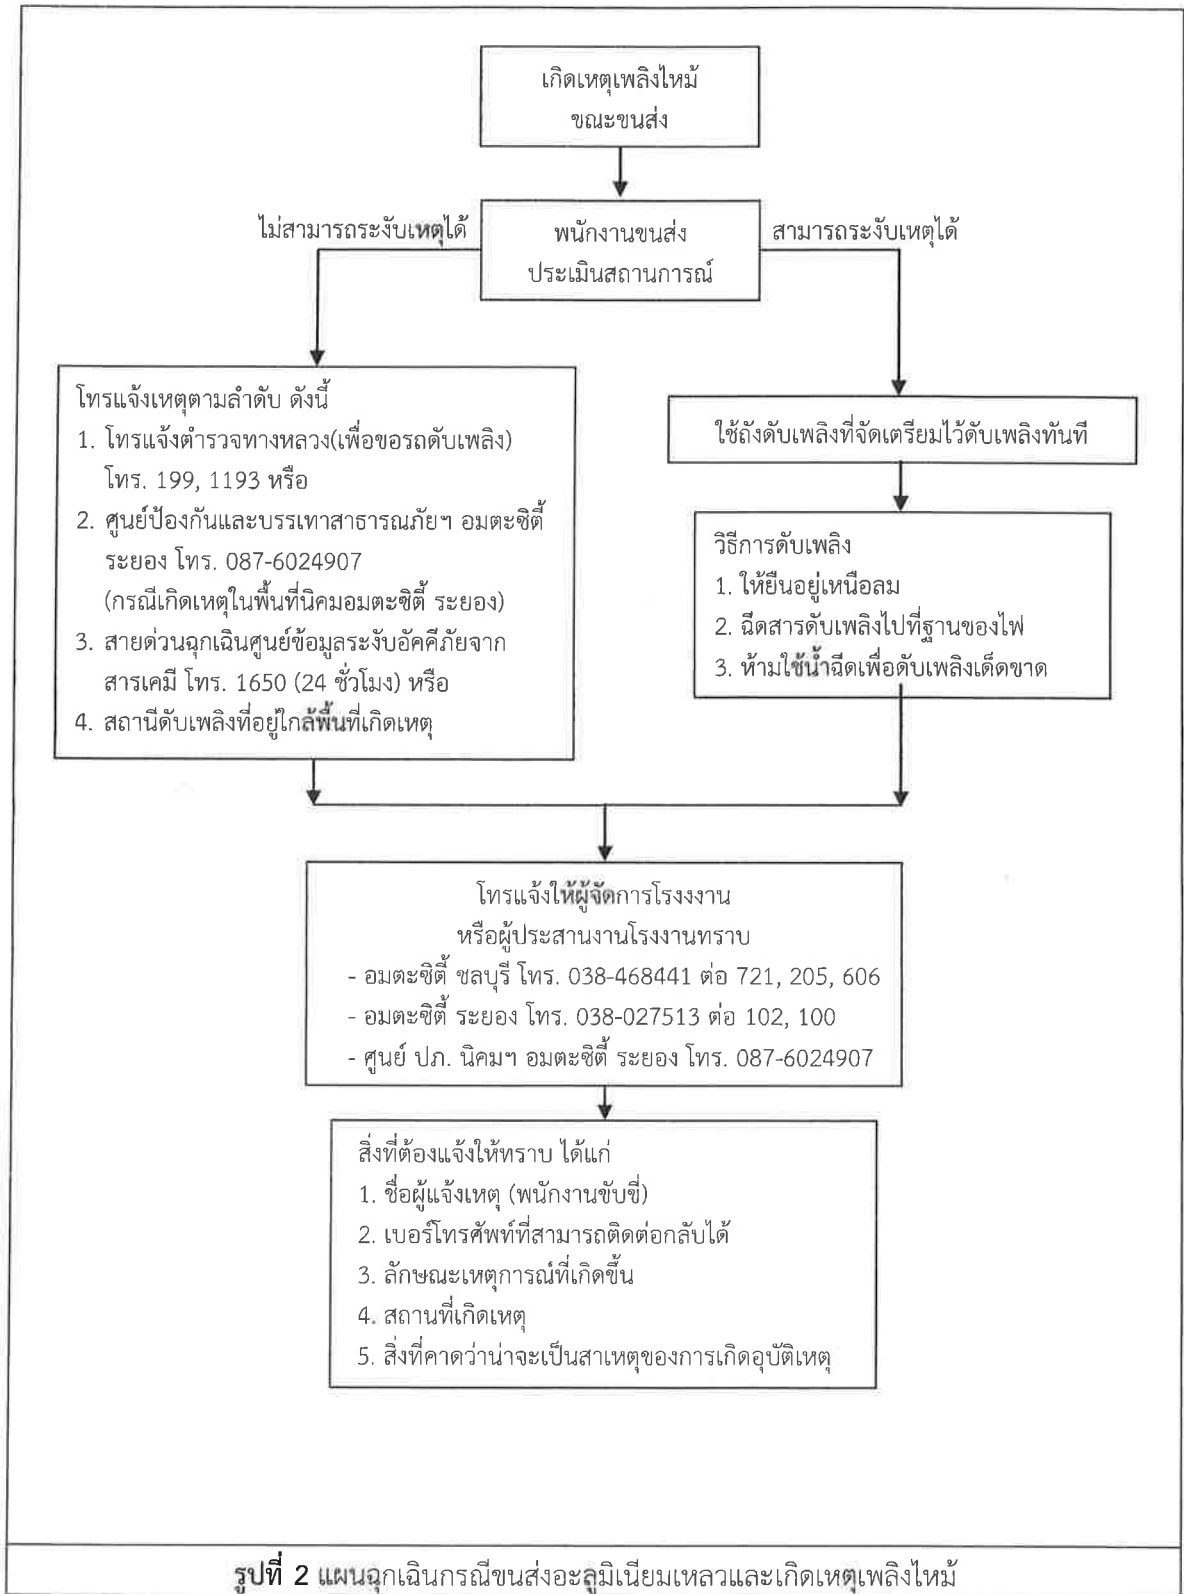 เกิดเหตุเพลิงไหม้
ขณะขนส่ง
ไม่สามารถระงับเหตุได้
พนักงานขนส่ง
ประเมินสถานการณ์
สามารถระงับเหตุได้
โทรแจ้งเหตุตามลำดับ ดังนี้
1. โทรแจ้งตำรวจทางหลวง(เพื่อขอรถดับเพลิง)
โทร. 199, 1193 หรือ
2. ศูนย์ป้องกันและบรรเทาสาธารณภัยฯ อมตะซิตี้
ระยอง โทร. 087-6024907
(กรณีเกิดเหตุในพื้นที่นิคมอมตะซิตี้ ระยอง)
3. สายด่วนฉุกเฉินศูนย์ข้อมูลระงับอัคคีภัยจาก
สารเคมี โทร. 1650 (24 ชั่วโมง) หรือ
4. สถานีดับเพลิงที่อยู่ใกล้พื้นที่เกิดเหตุ
ใช้ถังดับเพลิงที่จัดเตรียมไว้ดับเพลิงทันที
วิธีการดับเพลิง
1. ให้ยืนอยู่เหนือลม
2. ฉีดสารดับเพลิงไปที่ฐานของไฟ
3. ห้ามใช้น้ำฉีดเพื่อดับเพลิงเด็ดขาด
โทรแจ้งให้ผู้จัดการโรงงงาน
หรือผู้ประสานงานโรงงานทราบ
- อมตะซิตี้ ชลบุรี โทร. 038-468441 ต่อ 721, 205, 606
- อมตะซิตี้ ระยอง โทร. 038-027513 ต่อ 102, 100
- ศูนย์ ปภ. นิคมฯ อมตะซิตี้ ระยอง โทร. 087-6024907
สิ่งที่ต้องแจ้งให้ทราบ ได้แก่
1. ชื่อผู้แจ้งเหตุ (พนักงานขับขี่)
2. เบอร์โทรศัพท์ที่สามารถติดต่อกลับได้
3. ลักษณะเหตุการณ์ที่เกิดขึ้น
4. สถานที่เกิดเหตุ
5. สิ่งที่คาดว่าน่าจะเป็นสาเหตุของการเกิดอุบัติเหตุ
รูปที่ 2 แผนฉุกเฉินกรณีขนส่งอะลูมิเนียมเหลวและเกิดเหตุเพลิงไหม้